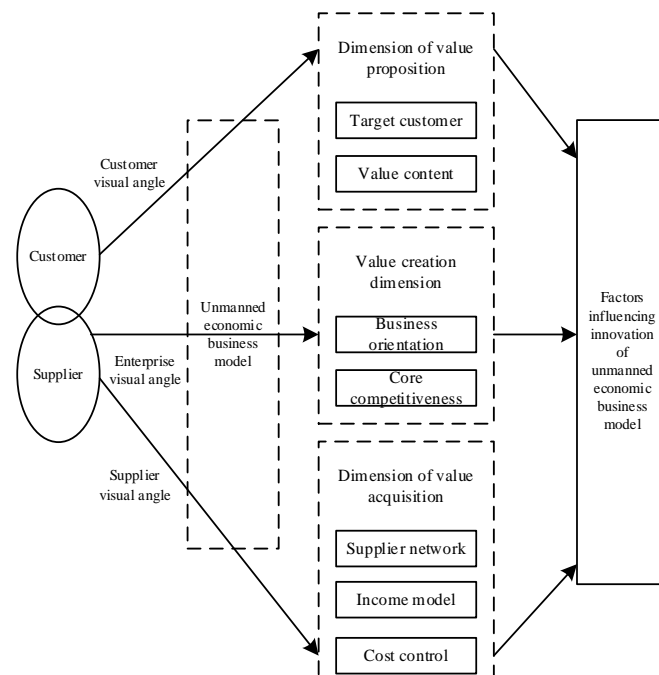 Dimension of value
proposition
Target customer
Value content
Customer
visual angle
Customer
Supplier
Unmanned
economic
business
model
Enterprise
visual angle
Supplier
visual angle
Value creation
dimension
Business
orientation
Core
competitiveness
Dimension of value
acquisition
Supplier network
Income model
Cost control
Factors
influencing
innovation
of
unmanned
economic
business
model